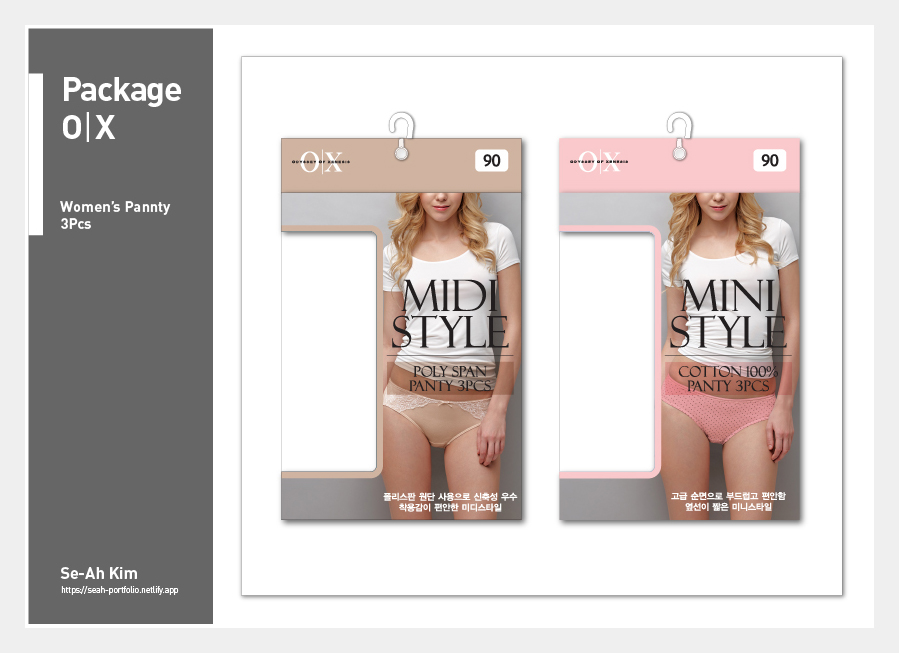 Package
O|X
Women's Pannty
3Pcs
Se-Ah Kim
https://seah-portfolio.netlify.app
O|X
ODYSSEY OF XENESIS
90
MIDI
STYLE
POLY SPAN
PANTY 3PCS
폴리스판 원단 사용으로 신축성 우수
착용감이 편안한 미디스타일
O|X
ODYSSEY OF XENESIS
90
MINI
STYLE
COTTON 100%
PANTY 3PCS
고급 순면으로 부드럽고 편안함
옆선이 짧은 미니스타일